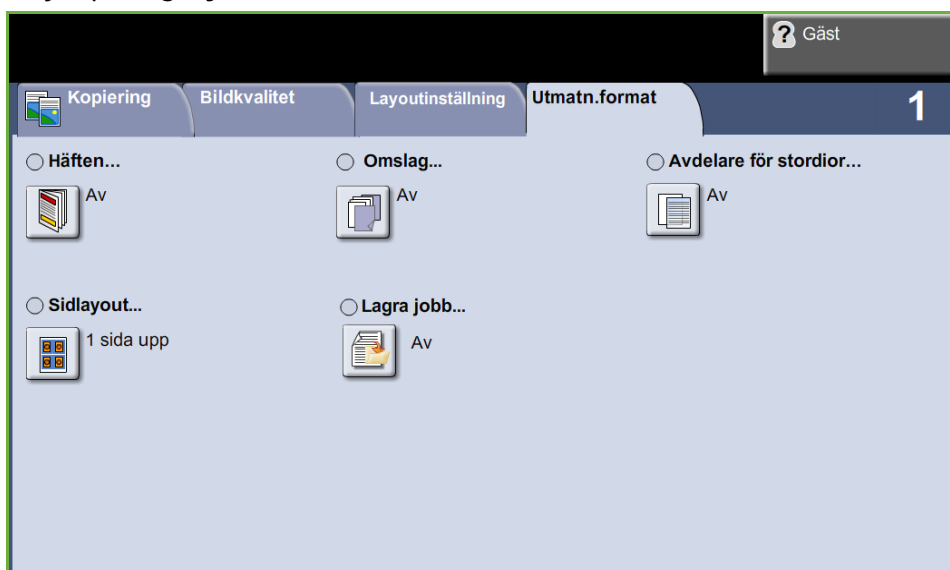 ? Gäst
Kopiering Bildkvalitet Layoutinställning Utmatn.format 1
Häften... Omslag... Avdelare för stordior...
Av Av Av
Sidlayout... Lagra jobb...
1 sida upp Av